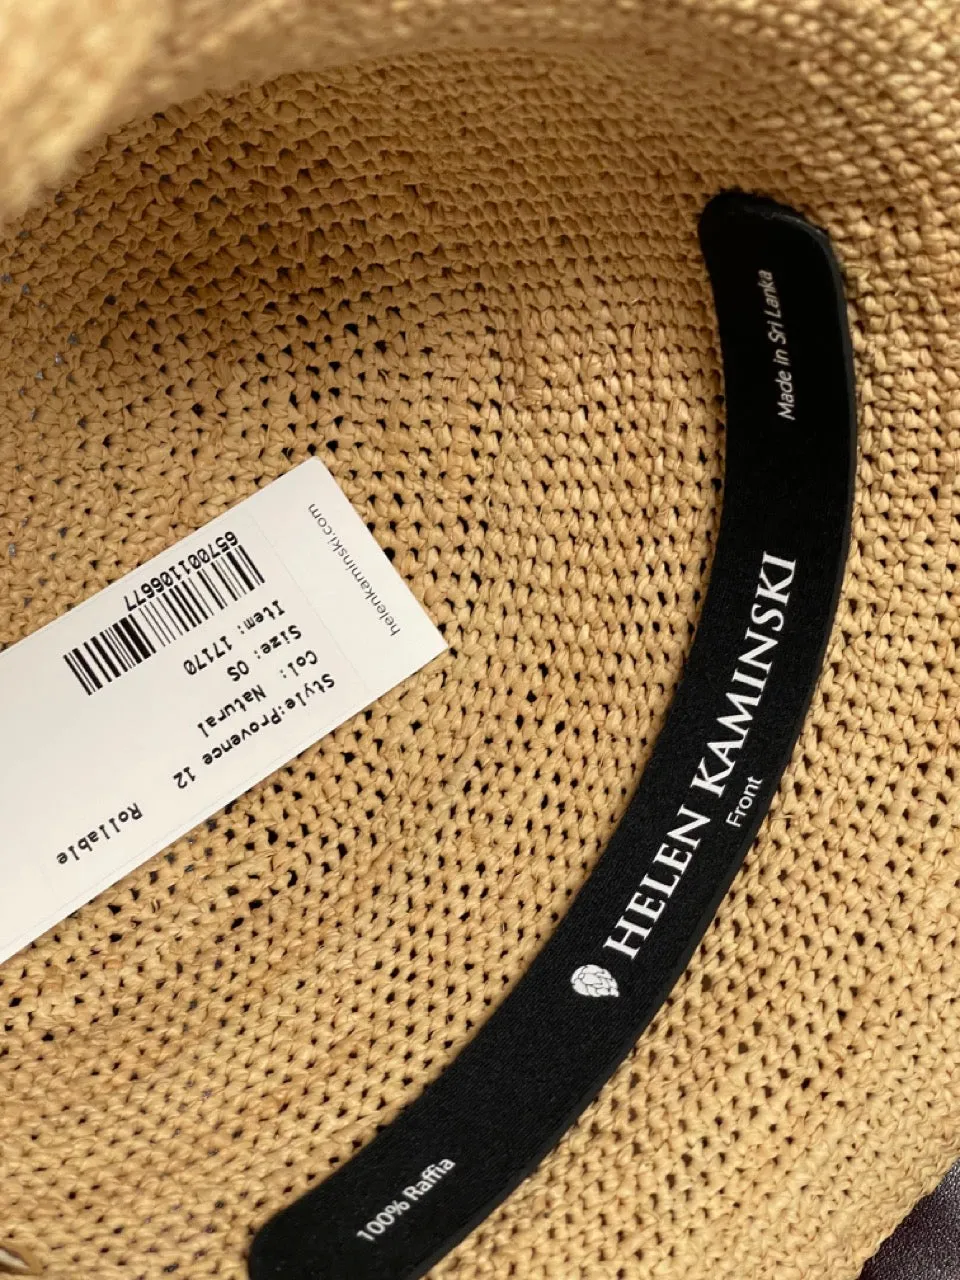 Made in Sri Lanka
HELEN KAMINSKI
Front
100% Raffia
helenkaminski.com
Style:Provence 12
Col: Natural
Size: OS
Item: 17170
657001106677
Rollable